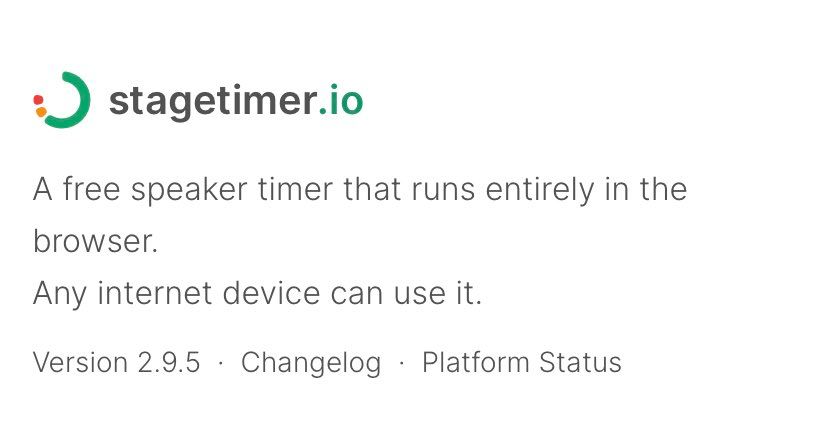 stagetimer.io
A free speaker timer that runs entirely in the
browser.
Any internet device can use it.
Version 2.9.5 · Changelog · Platform Status